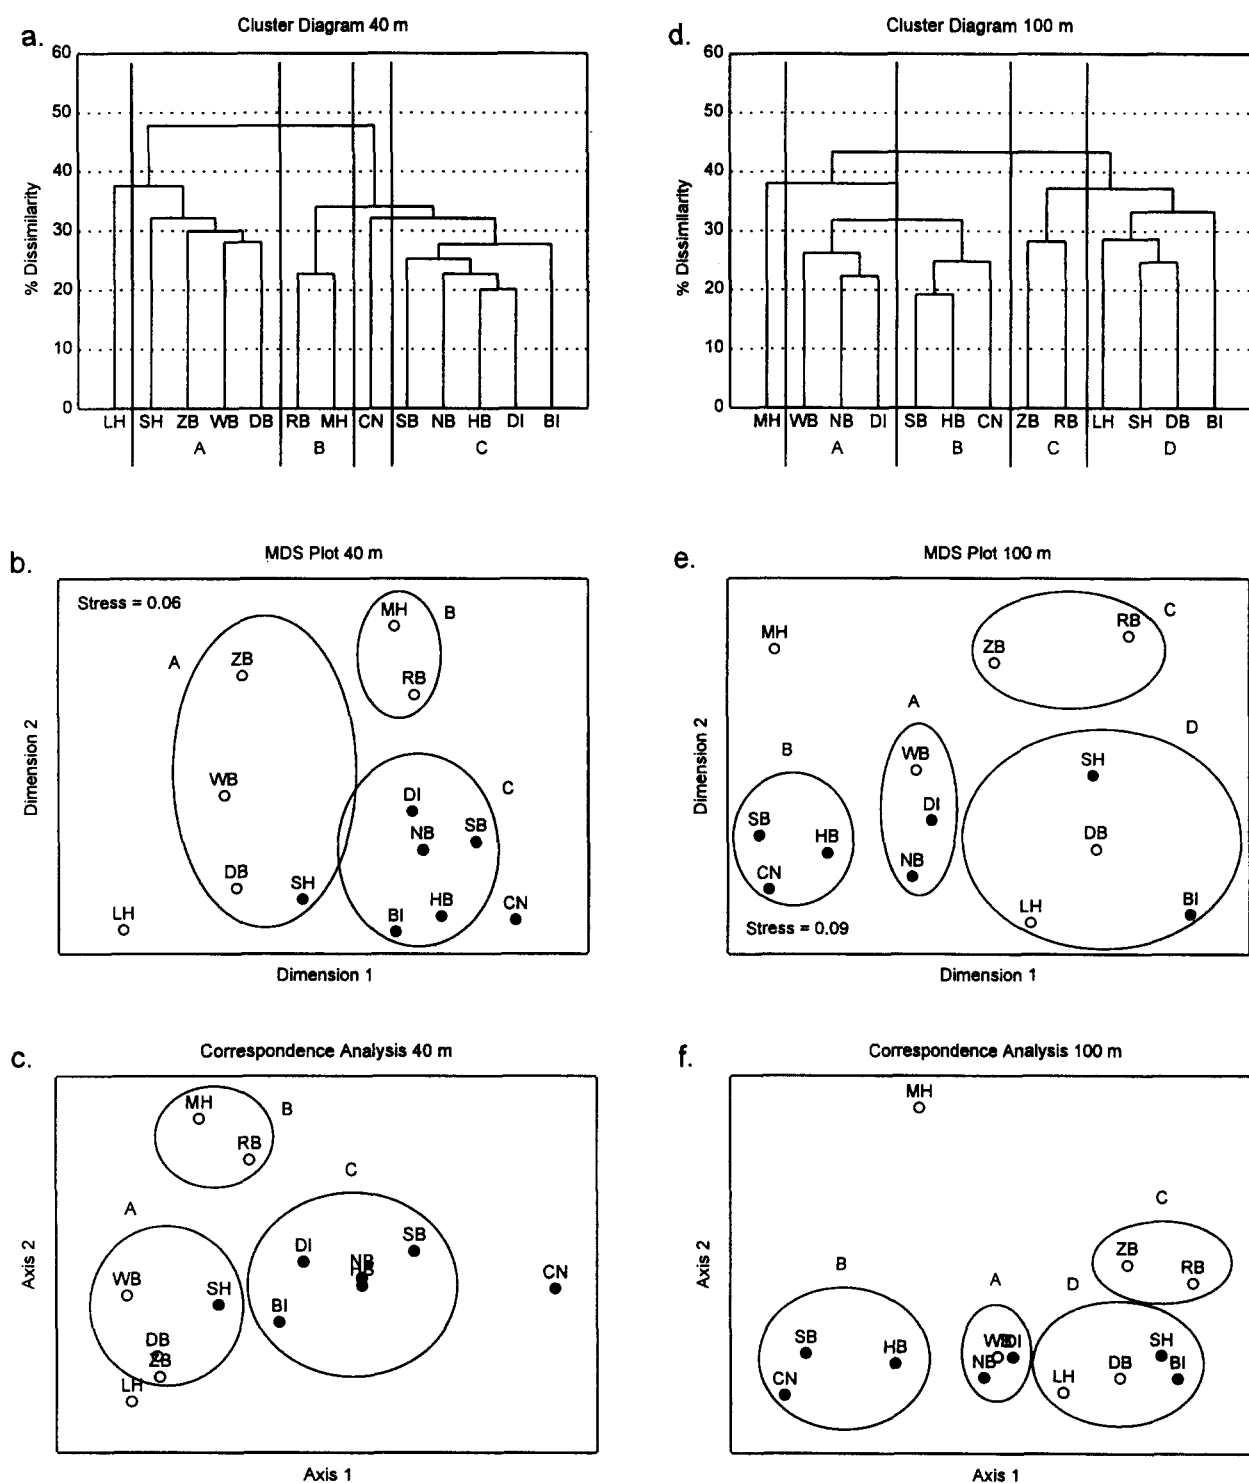 a.
Cluster Diagram 40 m
60
50
40
30
20
10
0
% Dissimilarity
LH SH ZB WB DB RB MH CN SB NB HB DI BI
A B C
d.
Cluster Diagram 100 m
60
50
40
30
20
10
0
% Dissimilarity
MH WB NB DI SB HB CN ZB RB LH SH DB BI
A B C D
b.
MDS Plot 40 m
Stress = 0.06
MH
B
A
ZB
RB
WB
DI
C
NB
SB
DB
SH
LH
BI
HB
CN
Dimension 2
Dimension 1
e.
MDS Plot 100 m
MH
RB
C
ZB
A
D
B
WB
SH
SB
DI
HB
DB
CN
NB
LH
BI
Stress = 0.09
Dimension 2
Dimension 1
c.
Correspondence Analysis 40 m
MH
B
RB
C
A
SB
DI
NB
HB
WB
SH
CN
BI
DB
ZB
LH
Axis 2
Axis 1
f.
Correspondence Analysis 100 m
MH
C
ZB
RB
B
A
D
SB
HB
WB
DI
SH
NB
DB
BI
CN
LH
Axis 2
Axis 1